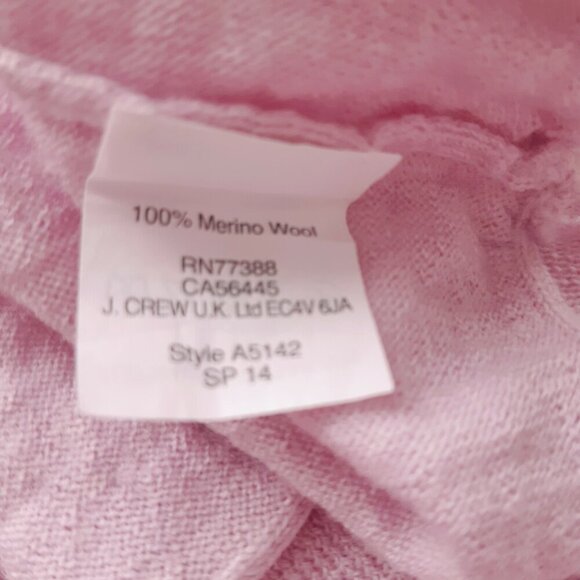 100% Merino Wool
RN77388
CA56445
J. CREW U.K. Ltd EC4V 6JA
Style A5142
SP 14